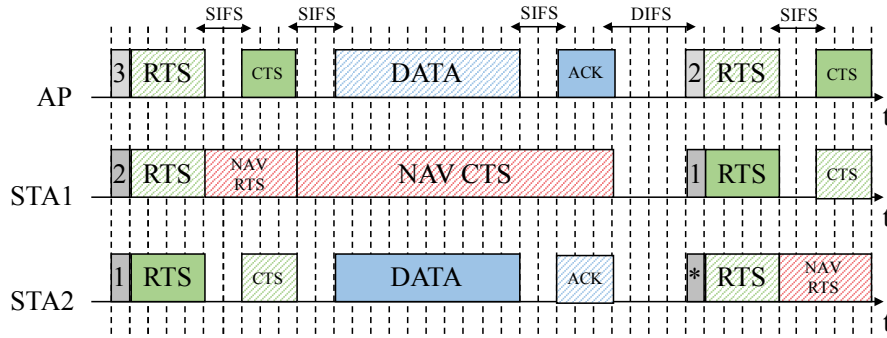 SIFS SIFS SIFS DIFS SIFS
AP 3 RTS CTS DATA ACK 2 RTS CTS
t
STA1 2 RTS NAV RTS NAV CTS 1 RTS CTS
t
STA2 1 RTS CTS DATA ACK * RTS NAV RTS
t